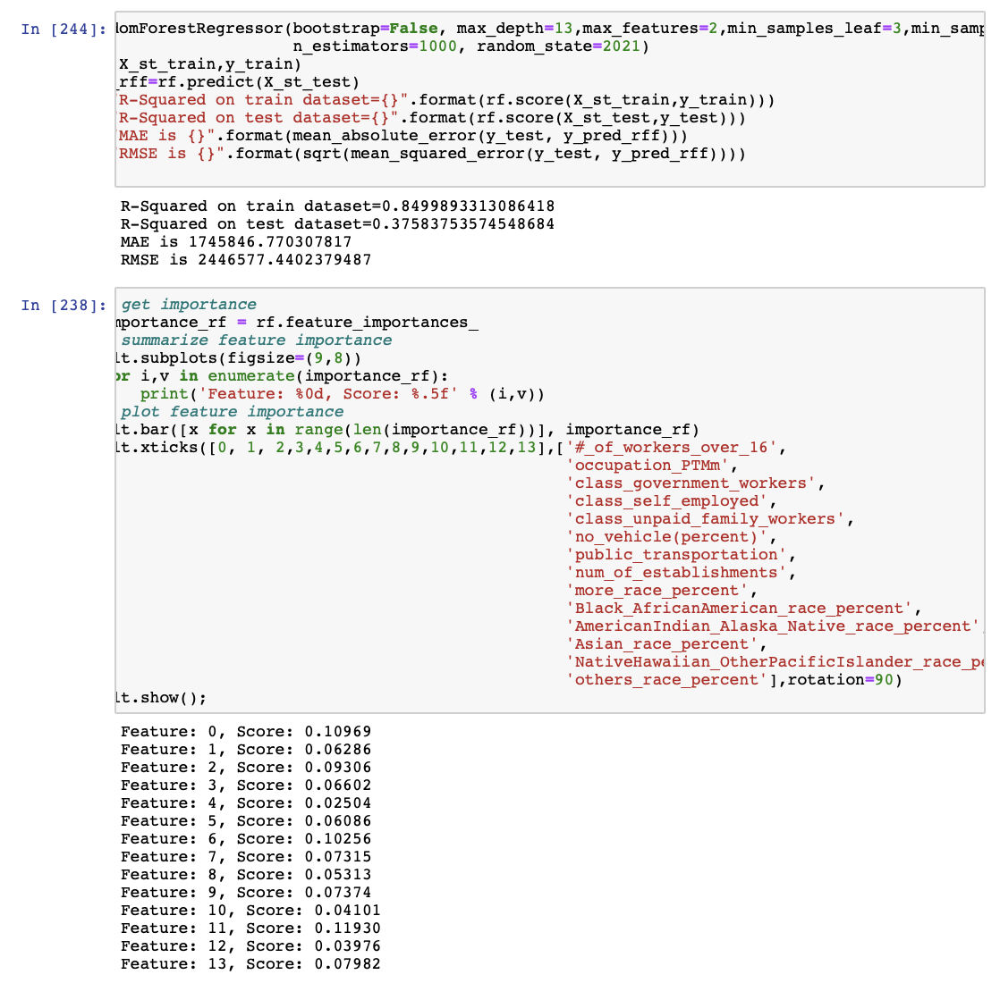 In [244]: domForestRegressor(bootstrap=False, max_depth=13,max_features=2,min_samples_leaf=3,min_samp
n_estimators=1000, random_state=2021)
X_st_train,y_train)
_rff=rf.predict(X_st_test)
"R-Squared on train dataset={}".format(rf.score(X_st_train,y_train)))
"R-Squared on test dataset={}".format(rf.score(X_st_test,y_test)))
"MAE is {}".format(mean_absolute_error(y_test, y_pred_rff)))
"RMSE is {}".format(sqrt(mean_squared_error(y_test, y_pred_rff))))
R-Squared on train dataset=0.8499893313086418
R-Squared on test dataset=0.37583753574548684
MAE is 1745846.770307817
RMSE is 2446577.4402379487
In [238]: get importance
mportance_rf = rf.feature_importances_
summarize feature importance
lt.subplots(figsize=(9,8))
or i,v in enumerate(importance_rf):
print('Feature: %0d, Score: %.5f' % (i,v))
plot feature importance
lt.bar([x for x in range(len(importance_rf))], importance_rf)
lt.xticks([0, 1, 2,3,4,5,6,7,8,9,10,11,12,13],['#_of_workers_over_16',
'occupation_PTMm',
'class_government_workers',
'class_self_employed',
'class_unpaid_family_workers',
'no_vehicle(percent)',
'public_transportation',
'num_of_establishments',
'more_race_percent',
'Black_AfricanAmerican_race_percent',
'AmericanIndian_Alaska_Native_race_percent',
'Asian_race_percent',
'NativeHawaiian_OtherPacificIslander_race_pe
'others_race_percent'],rotation=90)
lt.show();
Feature: 0, Score: 0.10969
Feature: 1, Score: 0.06286
Feature: 2, Score: 0.09306
Feature: 3, Score: 0.06602
Feature: 4, Score: 0.02504
Feature: 5, Score: 0.06086
Feature: 6, Score: 0.10256
Feature: 7, Score: 0.07315
Feature: 8, Score: 0.05313
Feature: 9, Score: 0.07374
Feature: 10, Score: 0.04101
Feature: 11, Score: 0.11930
Feature: 12, Score: 0.03976
Feature: 13, Score: 0.07982